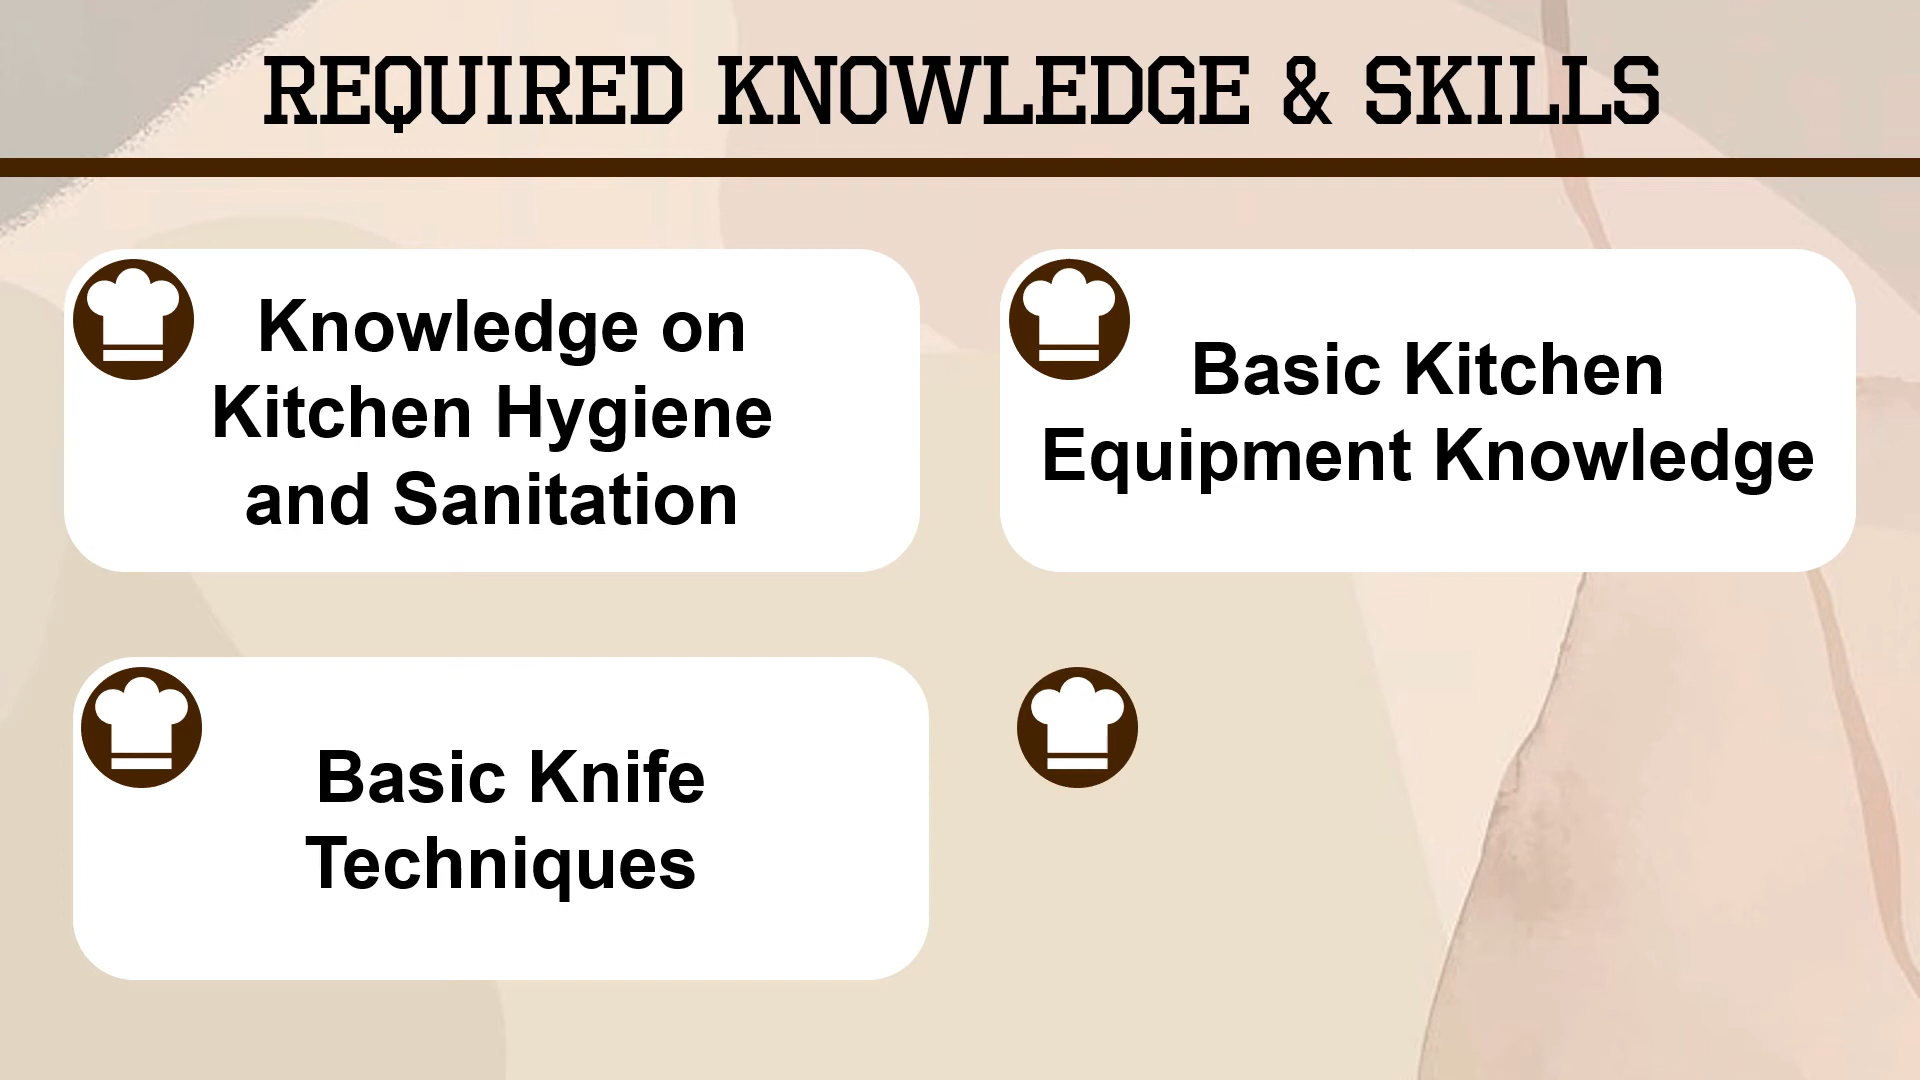 REQUIRED KNOWLEDGE & SKILLS
Knowledge on
Kitchen Hygiene
and Sanitation
Basic Kitchen
Equipment Knowledge
Basic Knife
Techniques